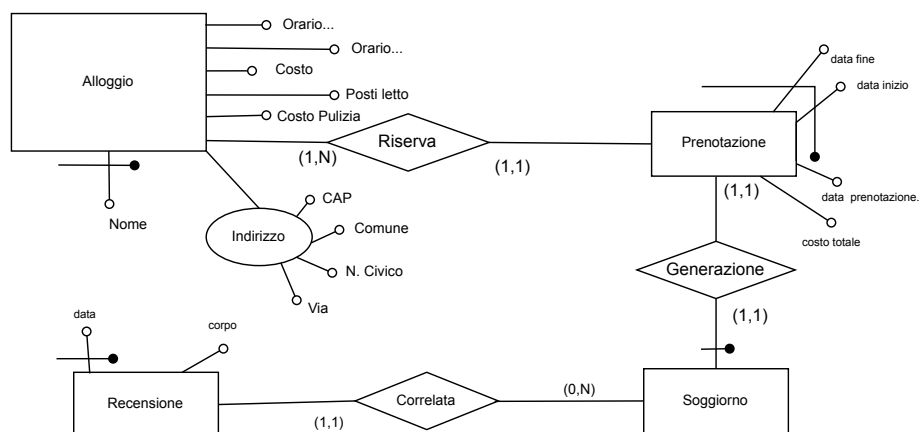 Orario...
Orario...
Alloggio
Costo
Posti letto
Costo Pulizia
Riserva
(1,N)
(1,1)
data fine
data inizio
Prenotazione
(1,1)
data prenotazione.
costo totale
Nome
Indirizzo
CAP
Comune
N. Civico
Via
Generazione
(1,1)
data
corpo
Recensione
(1,1)
Correlata
(0,N)
Soggiorno